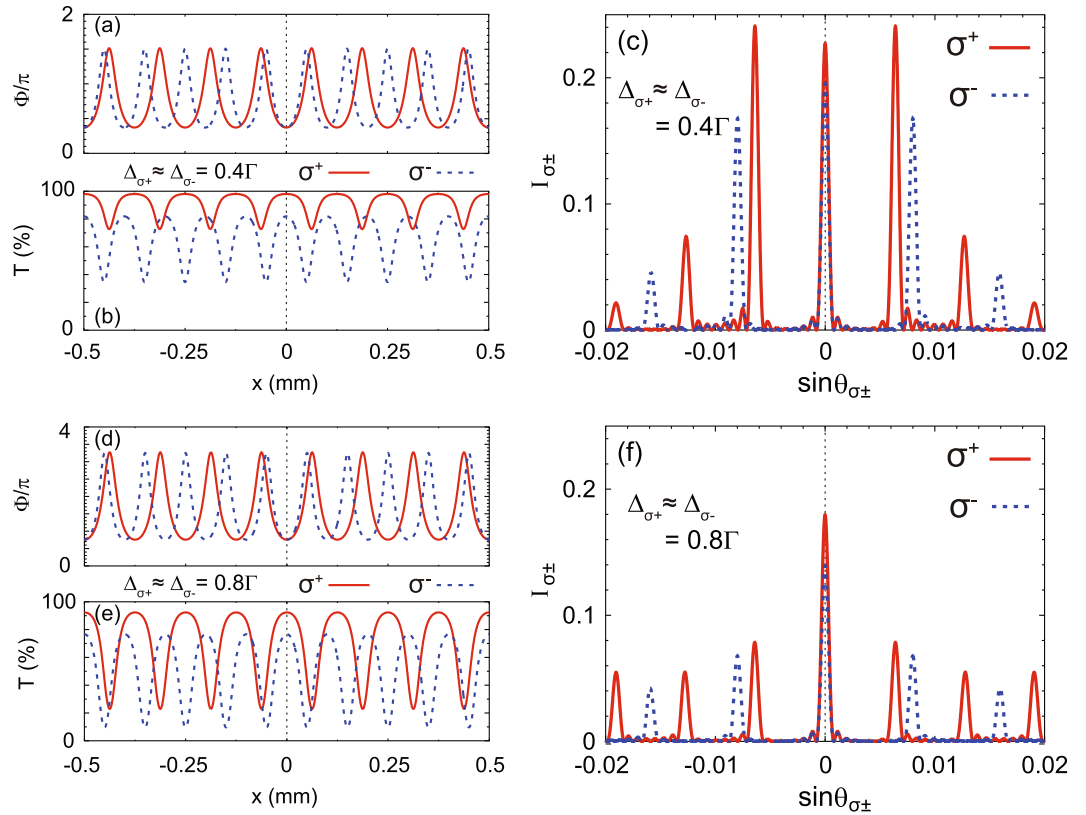 (a)
2
Φ/π
0
Δσ+ ≈ Δσ- = 0.4Γ σ+ σ-
100
T (%)
0
(b)
-0.5 -0.25 0 0.25 0.5
x (mm)
(c)
σ+
σ-
Δσ+ ≈ Δσ-
= 0.4Γ
0.2
0.1
0
Iσ±
-0.02 -0.01 0 0.01 0.02
sinθσ±
(d)
4
Φ/π
0
Δσ+ ≈ Δσ- = 0.8Γ σ+ σ-
100
(e)
T (%)
0
-0.5 -0.25 0 0.25 0.5
x (mm)
(f)
σ+
σ-
Δσ+ ≈ Δσ-
= 0.8Γ
0.2
0.1
0
Iσ±
-0.02 -0.01 0 0.01 0.02
sinθσ±